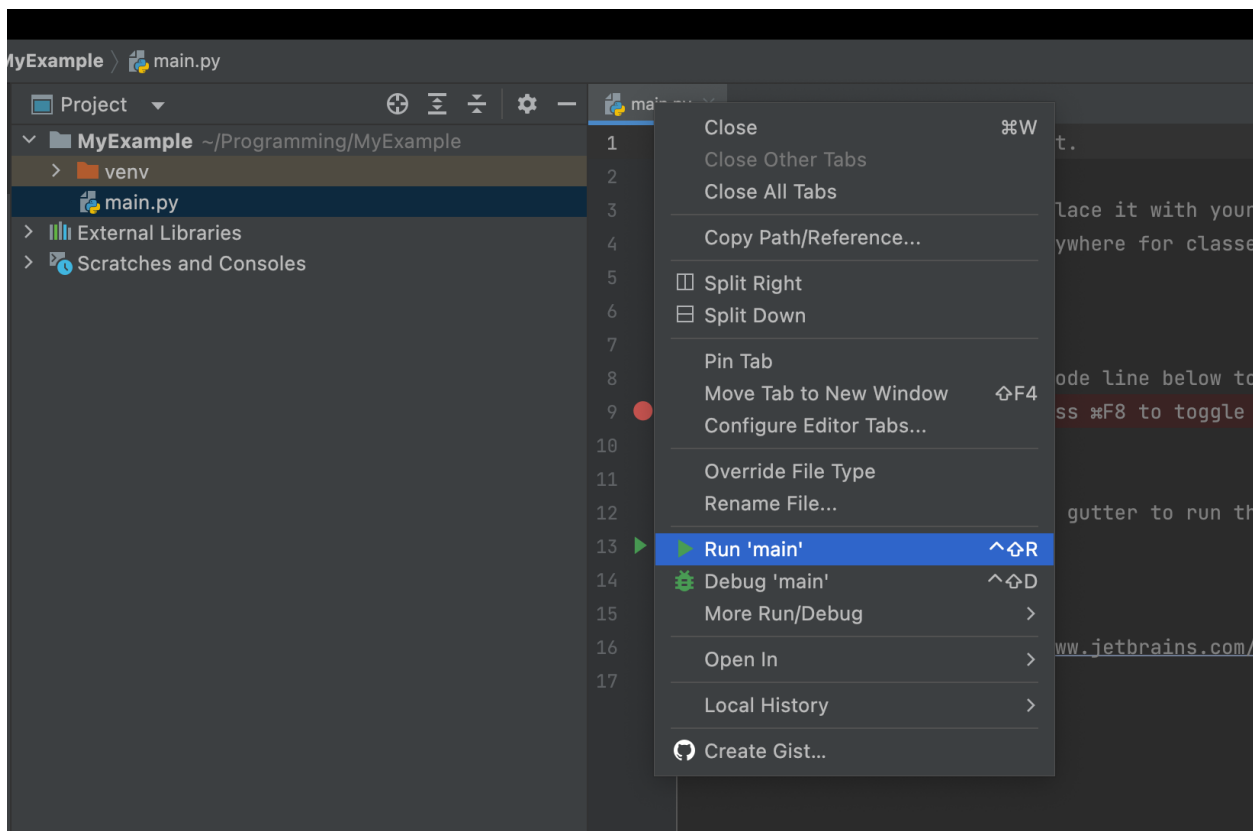 MyExample > main.py
Project
main.py
MyExample ~/Programming/MyExample
venv
main.py
External Libraries
Scratches and Consoles
1 t.
2
3 lace it with your
4 ywhere for classe
5
6
7
8 ode line below to
9 ss ⌘F8 to toggle
10
11
12 gutter to run th
13
14
15
16 ww.jetbrains.com/
17
Close ⌘W
Close Other Tabs
Close All Tabs
Copy Path/Reference...
Split Right
Split Down
Pin Tab
Move Tab to New Window ⇧F4
Configure Editor Tabs...
Override File Type
Rename File...
Run 'main' ^⇧R
Debug 'main' ^⇧D
More Run/Debug >
Open In >
Local History >
Create Gist...